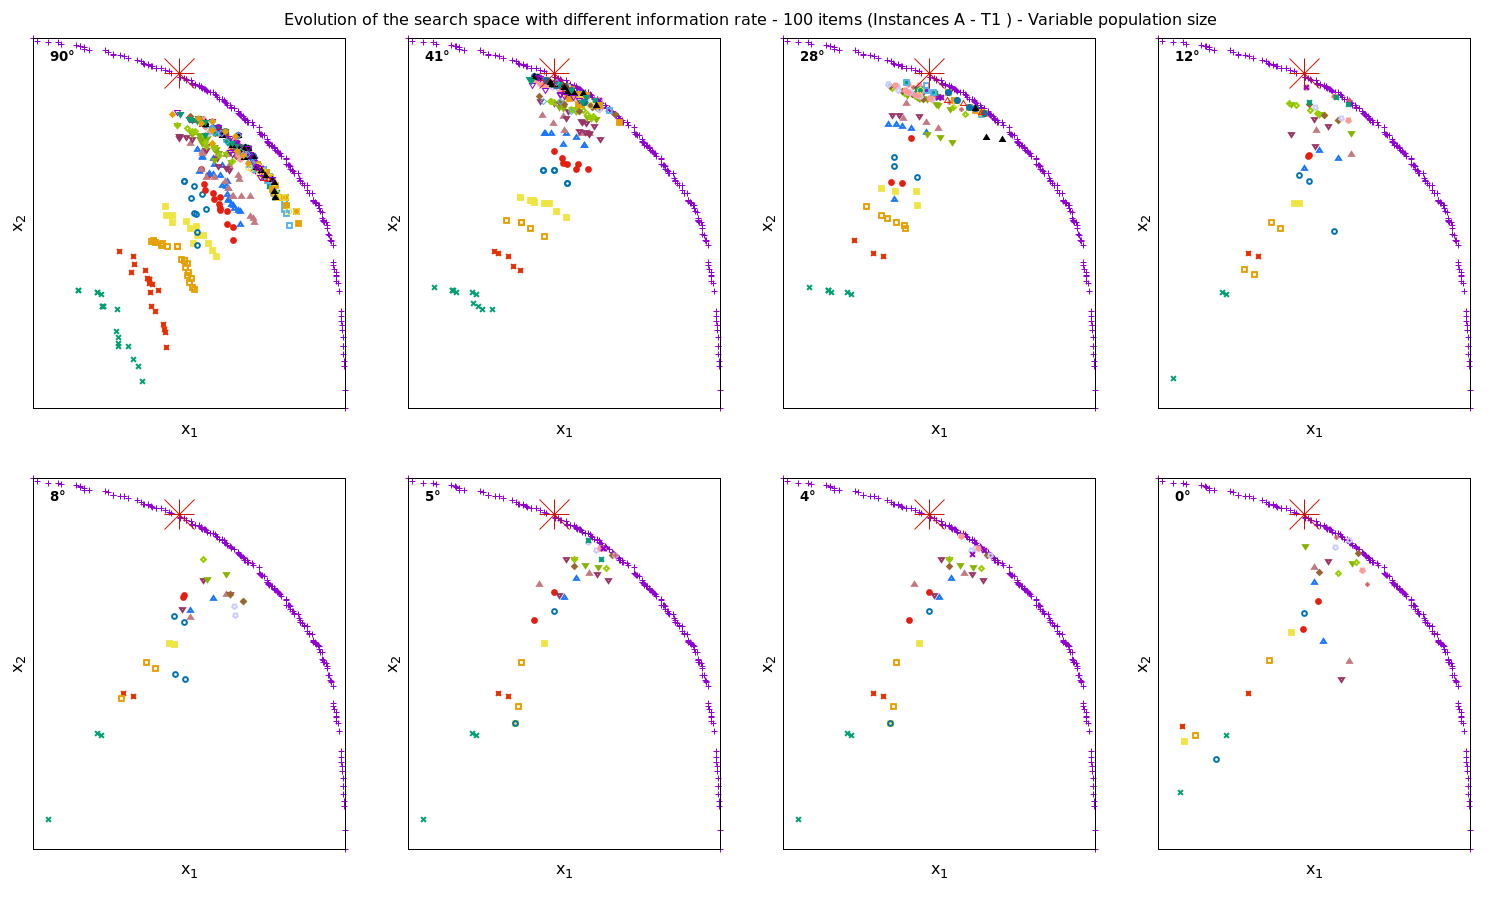 Evolution of the search space with different information rate - 100 items (Instances A - T1 ) - Variable population size
90°
41°
28°
12°
x₂
x₂
x₂
x₂
x₁
x₁
x₁
x₁
8°
5°
4°
0°
x₂
x₂
x₂
x₂
x₁
x₁
x₁
x₁